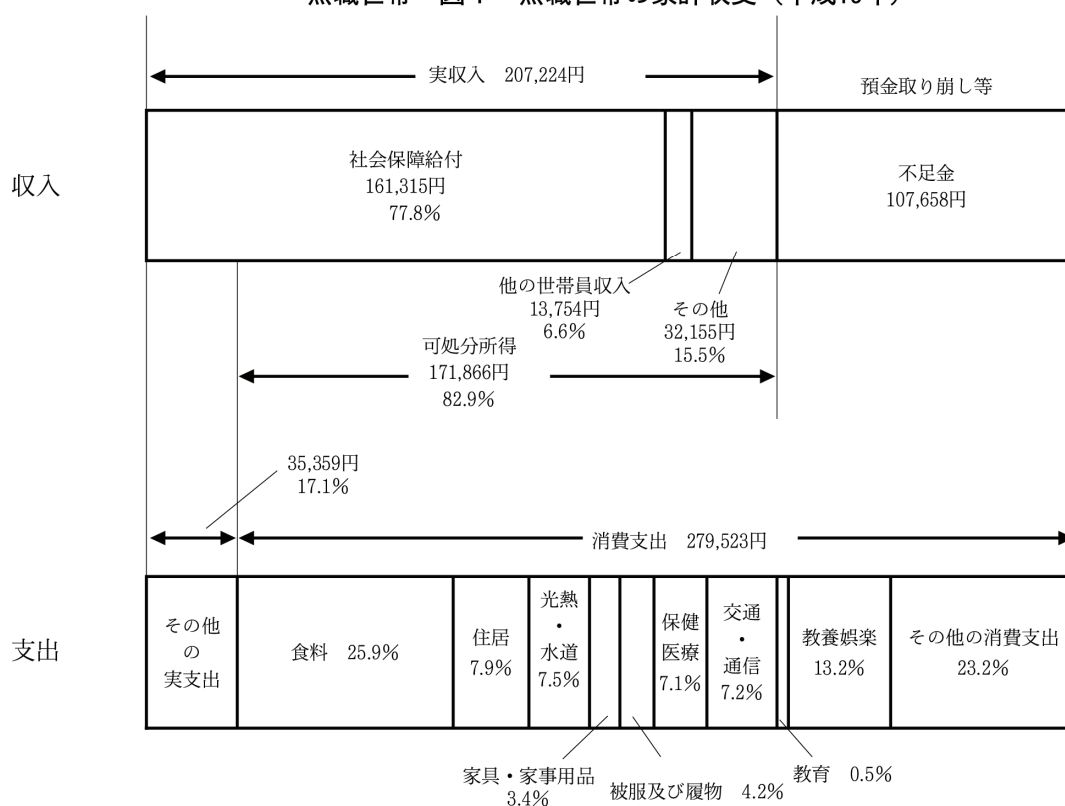 実収入 207,224円
預金取り崩し等
収入
社会保障給付
161,315円
77.8%
不足金
107,658円
他の世帯員収入
13,754円
6.6%
その他
32,155円
15.5%
可処分所得
171,866円
82.9%
35,359円
17.1%
消費支出 279,523円
支出
その他
の
実支出
食料 25.9%
住居
7.9%
光熱
・
水道
7.5%
保健
医療
7.1%
交通
・
通信
7.2%
教養娯楽
13.2%
その他の消費支出
23.2%
家具・家事用品
3.4%
被服及び履物 4.2%
教育 0.5%